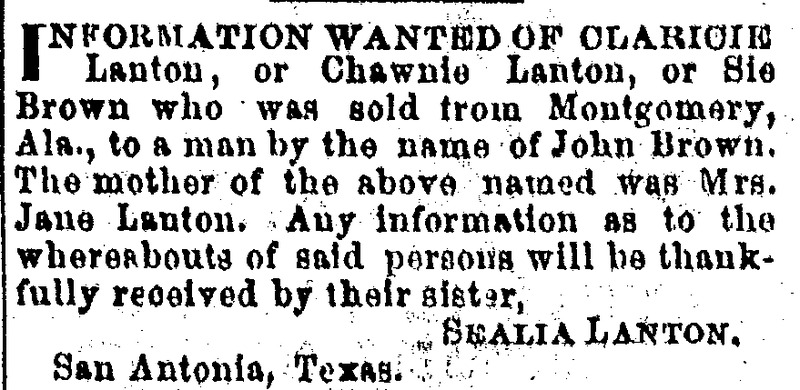 INFORMATION WANTED OF CLARICIE
Lanton, or Chawnie Lanton, or Sie
Brown who was sold from Montgomery,
Ala., to a man by the name of John Brown.
The mother of the above named was Mrs.
Jane Lanton. Any information as to the
whereabouts of said persons will be thank-
fully received by their sister,
SEALIA LANTON.
San Antonia, Texas.